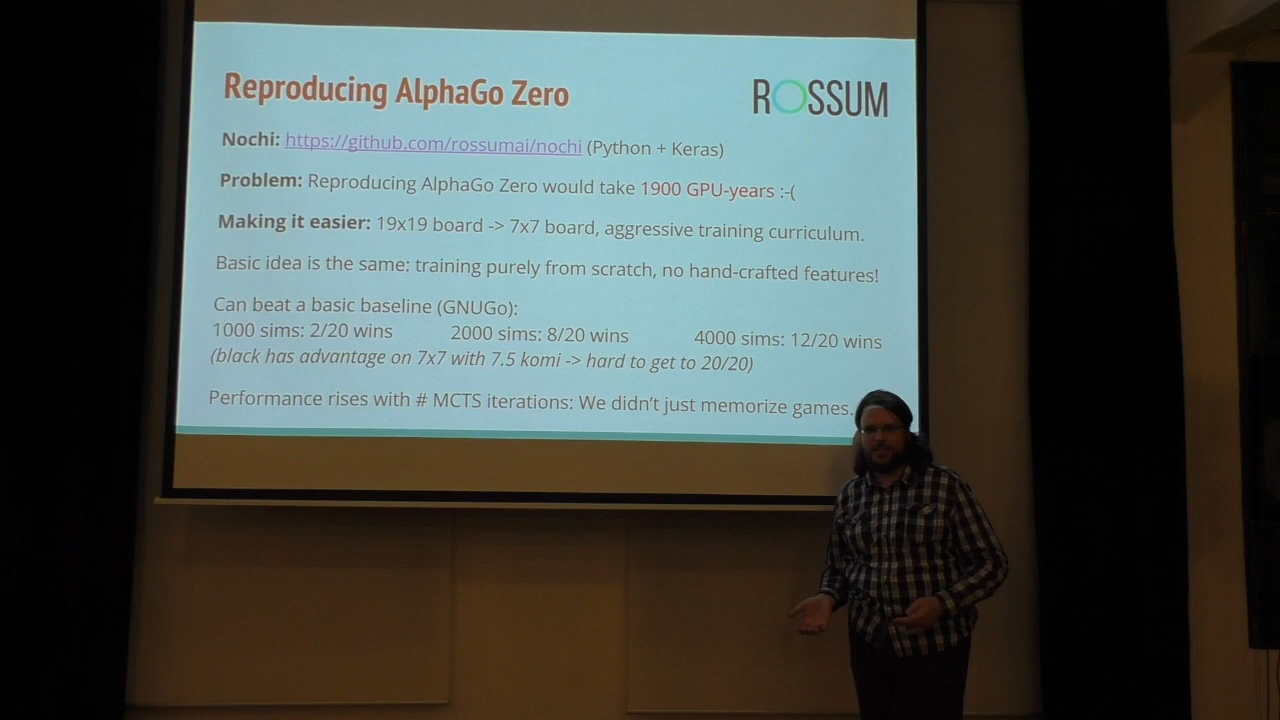 Reproducing AlphaGo Zero
ROSSUM
Nochi: https://github.com/rossumai/nochi (Python + Keras)
Problem: Reproducing AlphaGo Zero would take 1900 GPU-years :-(
Making it easier: 19x19 board -> 7x7 board, aggressive training curriculum.
Basic idea is the same: training purely from scratch, no hand-crafted features!
Can beat a basic baseline (GNUGo):
1000 sims: 2/20 wins 2000 sims: 8/20 wins 4000 sims: 12/20 wins
(black has advantage on 7x7 with 7.5 komi -> hard to get to 20/20)
Performance rises with # MCTS iterations: We didn't just memorize games.